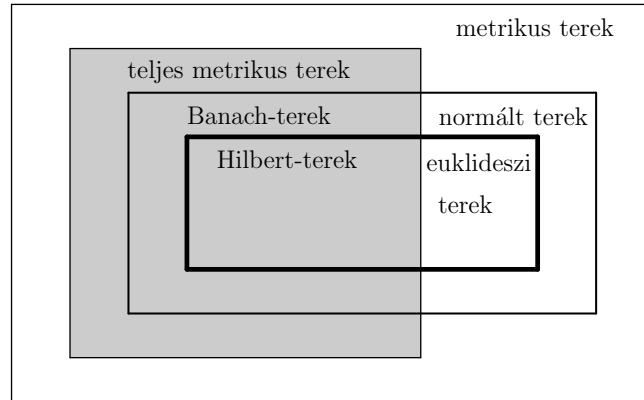 metrikus terek
teljes metrikus terek
Banach-terek
normált terek
Hilbert-terek
euklideszi
terek